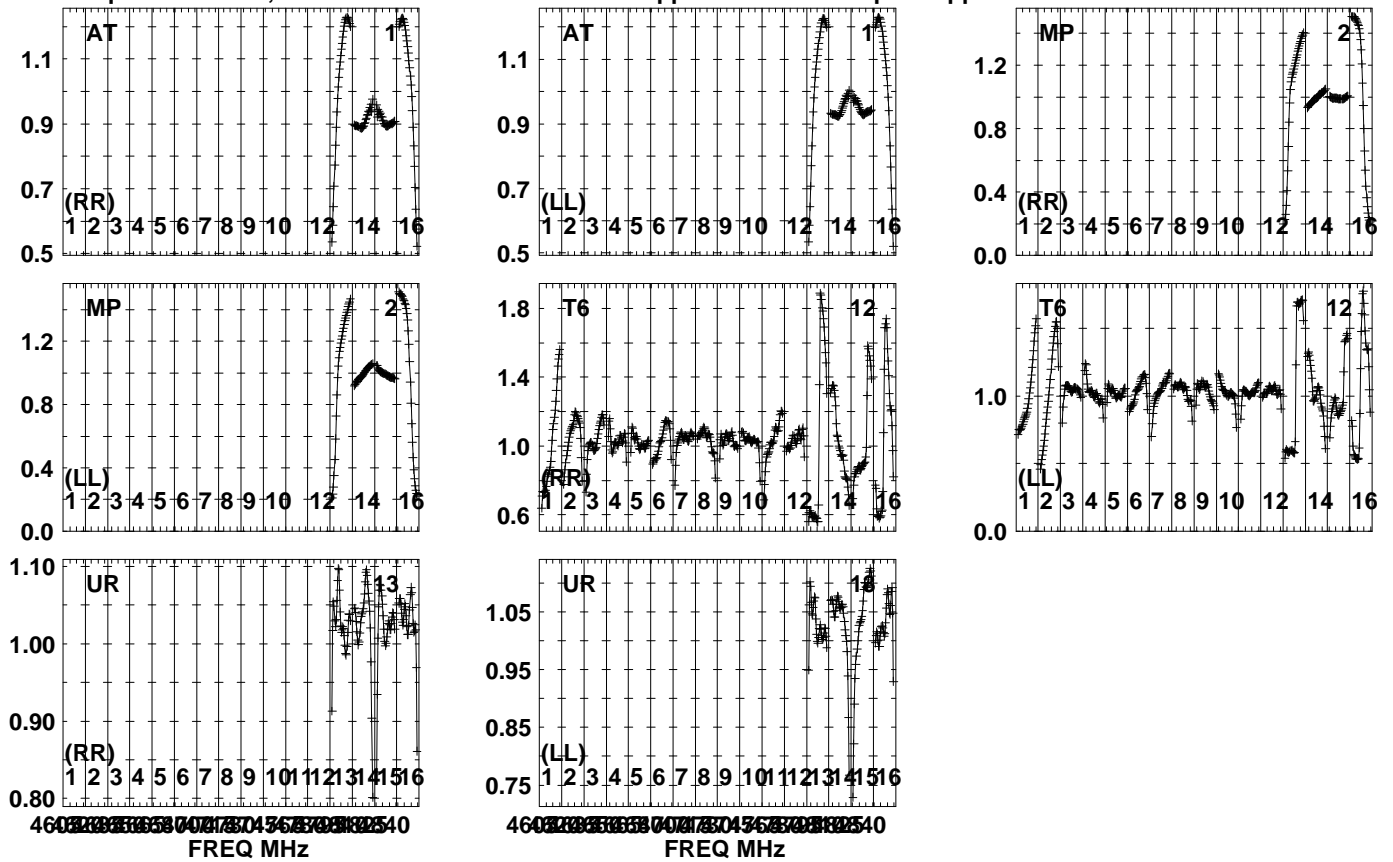 AT 1
1.1
0.9
0.7
(RR)
1 2 3 4 5 6 7 8 9 10 12 14 16
0.5
AT 1
1.1
0.9
0.7
(LL)
1 2 3 4 5 6 7 8 9 10 12 14 16
0.5
MP 2
1.2
0.8
0.4
(RR)
1 2 3 4 5 6 7 8 9 10 12 14 16
0.0
MP 2
1.2
0.8
0.4
(LL)
1 2 3 4 5 6 7 8 9 10 12 14 16
0.0
T6 12
1.8
1.4
1.0
(RR)
1 2 3 4 5 6 7 8 9 10 12 14 16
0.6
T6 12
1.0
(LL)
1 2 3 4 5 6 7 8 9 10 12 14 16
0.0
UR 13
1.10
1.00
0.90
(RR)
1 2 3 4 5 6 7 8 9 10 11 12 13 14 15 16
0.80
FREQ MHz
UR
1.05
0.95
0.85
(LL)
1 2 3 4 5 6 7 8 9 10 11 12 13 14 15 16
0.75
FREQ MHz